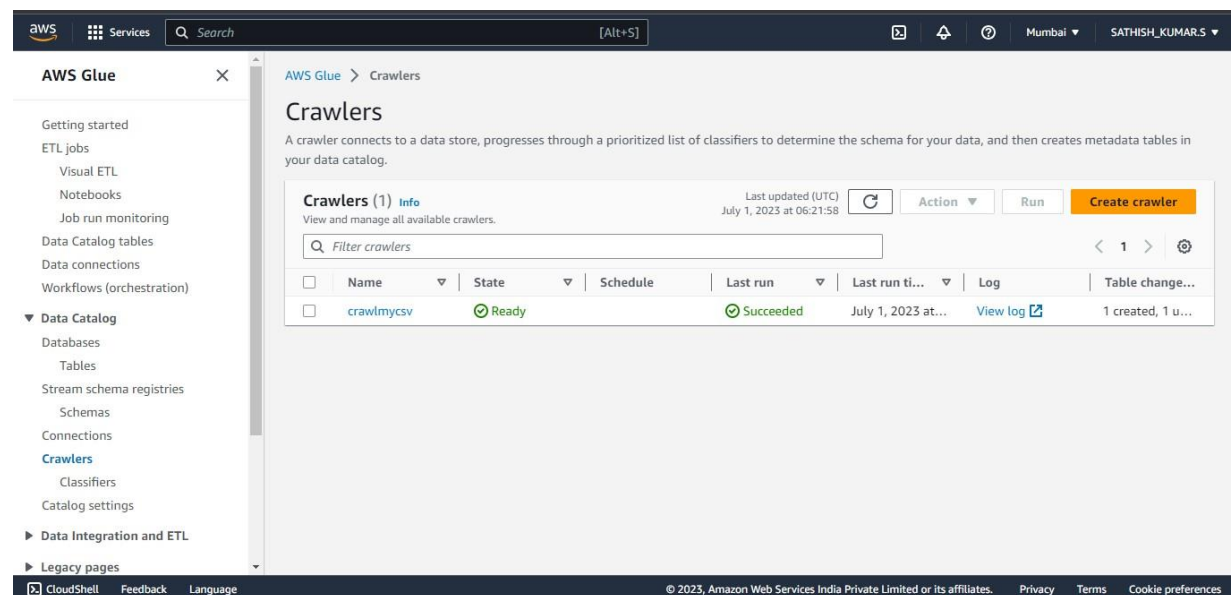 aws Services Search [Alt+S] Mumbai ▼ SATHISH_KUMAR.S ▼
AWS Glue
Getting started
ETL jobs
Visual ETL
Notebooks
Job run monitoring
Data Catalog tables
Data connections
Workflows (orchestration)
▼ Data Catalog
Databases
Tables
Stream schema registries
Schemas
Connections
Crawlers
Classifiers
Catalog settings
▶ Data Integration and ETL
▶ Legacy pages
AWS Glue > Crawlers
Crawlers
A crawler connects to a data store, progresses through a prioritized list of classifiers to determine the schema for your data, and then creates metadata tables in
your data catalog.
Crawlers (1) Info
View and manage all available crawlers.
Last updated (UTC)
July 1, 2023 at 06:21:58
Action ▼ Run Create crawler
Filter crawlers
< 1 >
Name State Schedule Last run Last run ti... Log Table change...
crawlmycsv Ready Succeeded July 1, 2023 at... View log 1 created, 1 u...
CloudShell Feedback Language © 2023, Amazon Web Services India Private Limited or its affiliates. Privacy Terms Cookie preferences